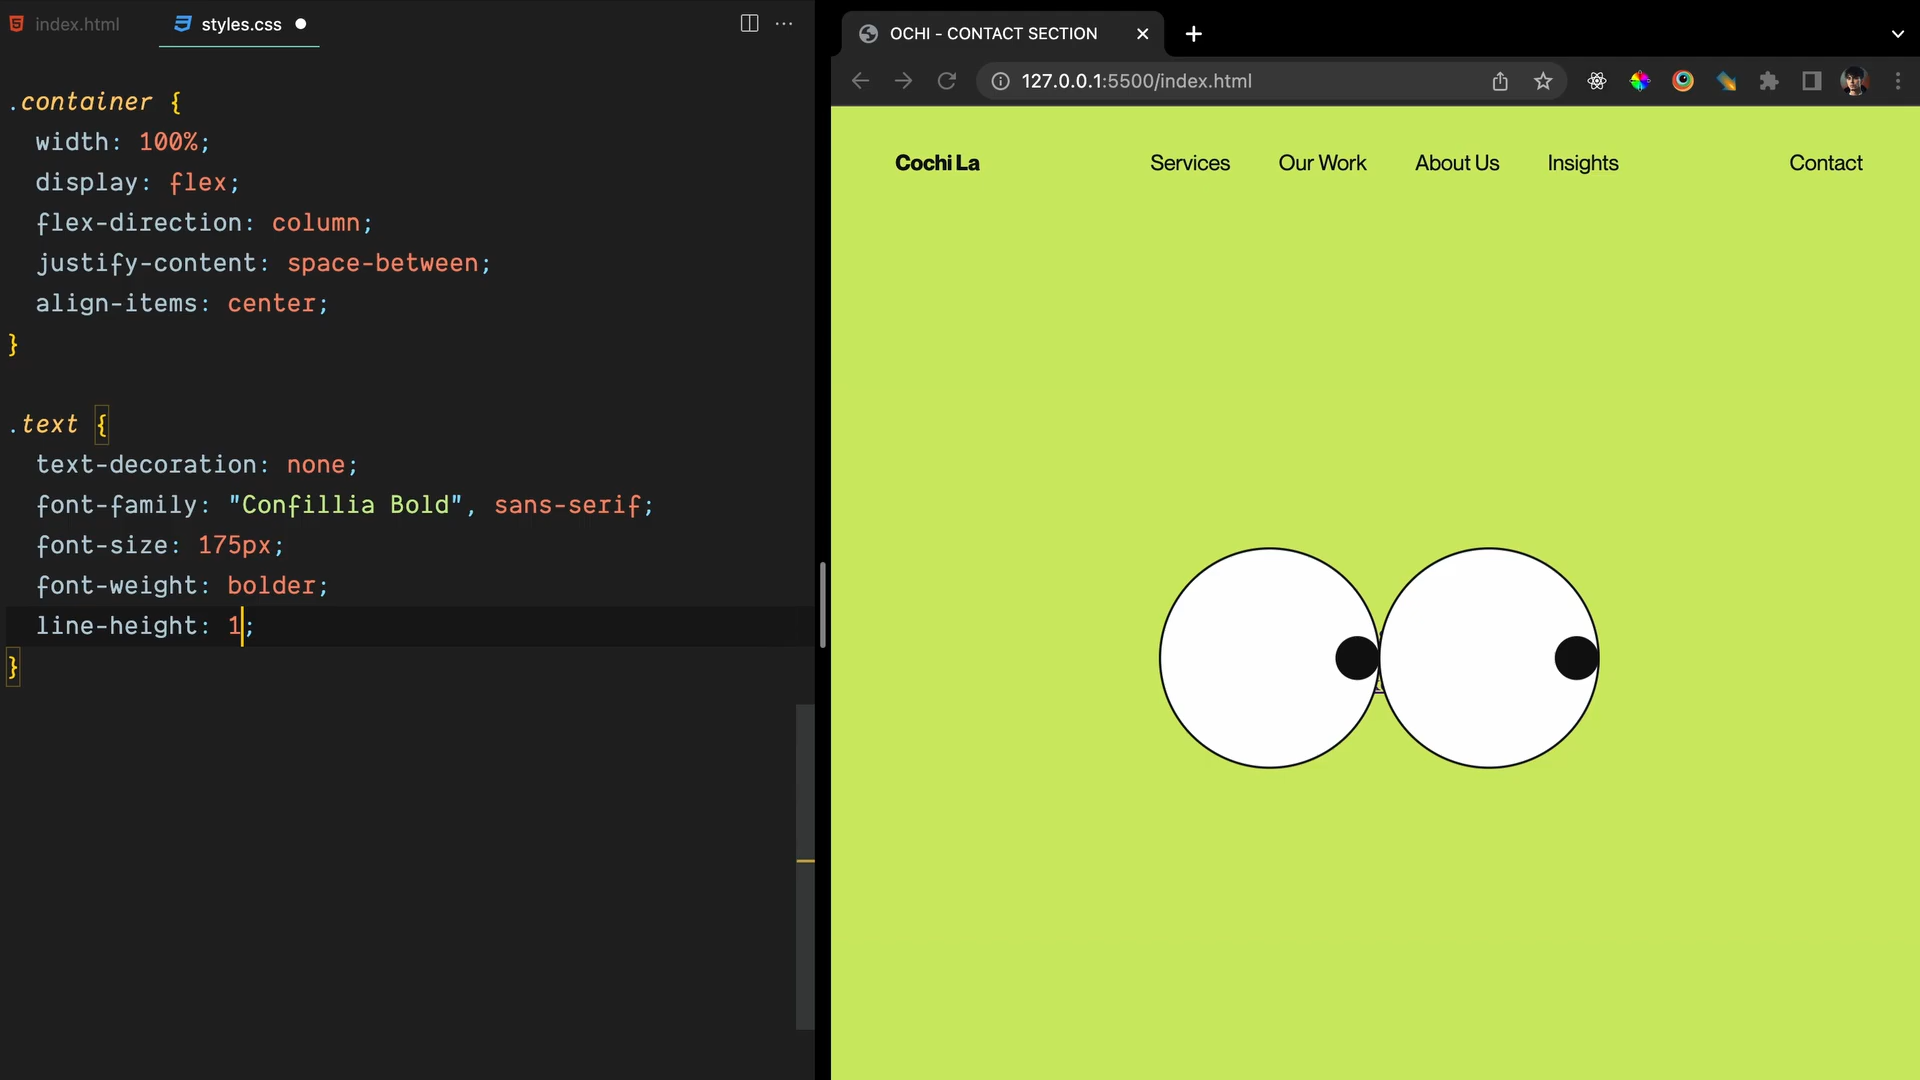 index.html
styles.css
.container {
width: 100%;
display: flex;
flex-direction: column;
justify-content: space-between;
align-items: center;
}
.text {
text-decoration: none;
font-family: "Confillia Bold", sans-serif;
font-size: 175px;
font-weight: bolder;
line-height: 1;
}
OCHI - CONTACT SECTION
127.0.0.1:5500/index.html
Cochi La
Services
Our Work
About Us
Insights
Contact